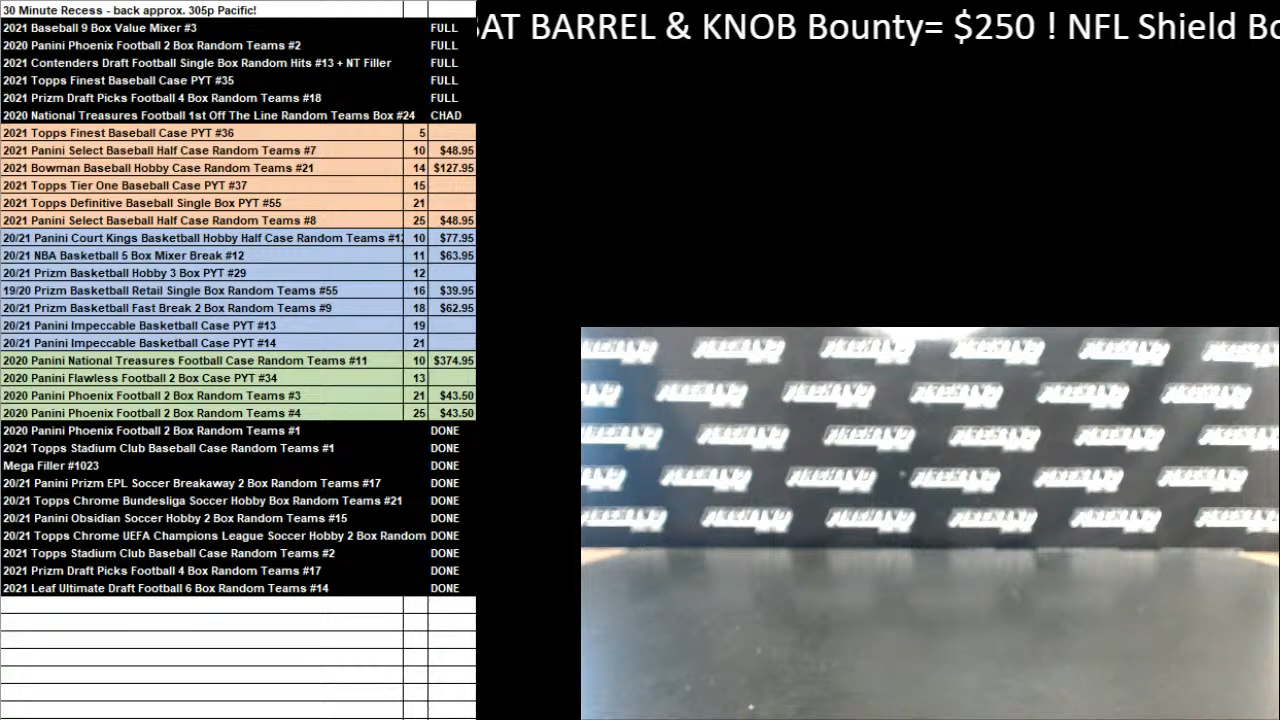 30 Minute Recess - back approx. 305p Pacific!
2021 Baseball 9 Box Value Mixer #3 FULL
2020 Panini Phoenix Football 2 Box Random Teams #2 FULL
2021 Contenders Draft Football Single Box Random Hits #13 + NT Filler FULL
2021 Topps Finest Baseball Case PYT #35 FULL
2021 Prizm Draft Picks Football 4 Box Random Teams #18 FULL
2020 National Treasures Football 1st Off The Line Random Teams Box #24 CHAD
2021 Topps Finest Baseball Case PYT #36 5
2021 Panini Select Baseball Half Case Random Teams #7 10 $48.95
2021 Bowman Baseball Hobby Case Random Teams #21 14 $127.95
2021 Topps Tier One Baseball Case PYT #37 15
2021 Topps Definitive Baseball Single Box PYT #55 21
2021 Panini Select Baseball Half Case Random Teams #8 25 $48.95
20/21 Panini Court Kings Basketball Hobby Half Case Random Teams 10 $77.95
20/21 NBA Basketball 5 Box Mixer Break #12 11 $63.95
20/21 Prizm Basketball Hobby 3 Box PYT #29 12
19/20 Prizm Basketball Retail Single Box Random Teams #55 16 $39.95
20/21 Prizm Basketball Fast Break 2 Box Random Teams #9 18 $62.95
20/21 Panini Impeccable Basketball Case PYT #13 19
20/21 Panini Impeccable Basketball Case PYT #14 21
2020 Panini National Treasures Football Case Random Teams #11 10 $374.95
2020 Panini Flawless Football 2 Box Case PYT #34 13
2020 Panini Phoenix Football 2 Box Random Teams #3 21 $43.50
2020 Panini Phoenix Football 2 Box Random Teams #4 25 $43.50
2020 Panini Phoenix Football 2 Box Random Teams #1 DONE
2021 Topps Stadium Club Baseball Case Random Teams #1 DONE
Mega Filler #1023 DONE
20/21 Panini Prizm EPL Soccer Breakaway 2 Box Random Teams #17 DONE
20/21 Topps Chrome Bundesliga Soccer Hobby Box Random Teams #21 DONE
20/21 Panini Obsidian Soccer Hobby 2 Box Random Teams #15 DONE
20/21 Topps Chrome UEFA Champions League Soccer Hobby 2 Box Random DONE
2021 Topps Stadium Club Baseball Case Random Teams #2 DONE
2021 Prizm Draft Picks Football 4 Box Random Teams #17 DONE
2021 Leaf Ultimate Draft Football 6 Box Random Teams #14 DONE
BARREL & KNOB Bounty= $250 ! NFL Shield